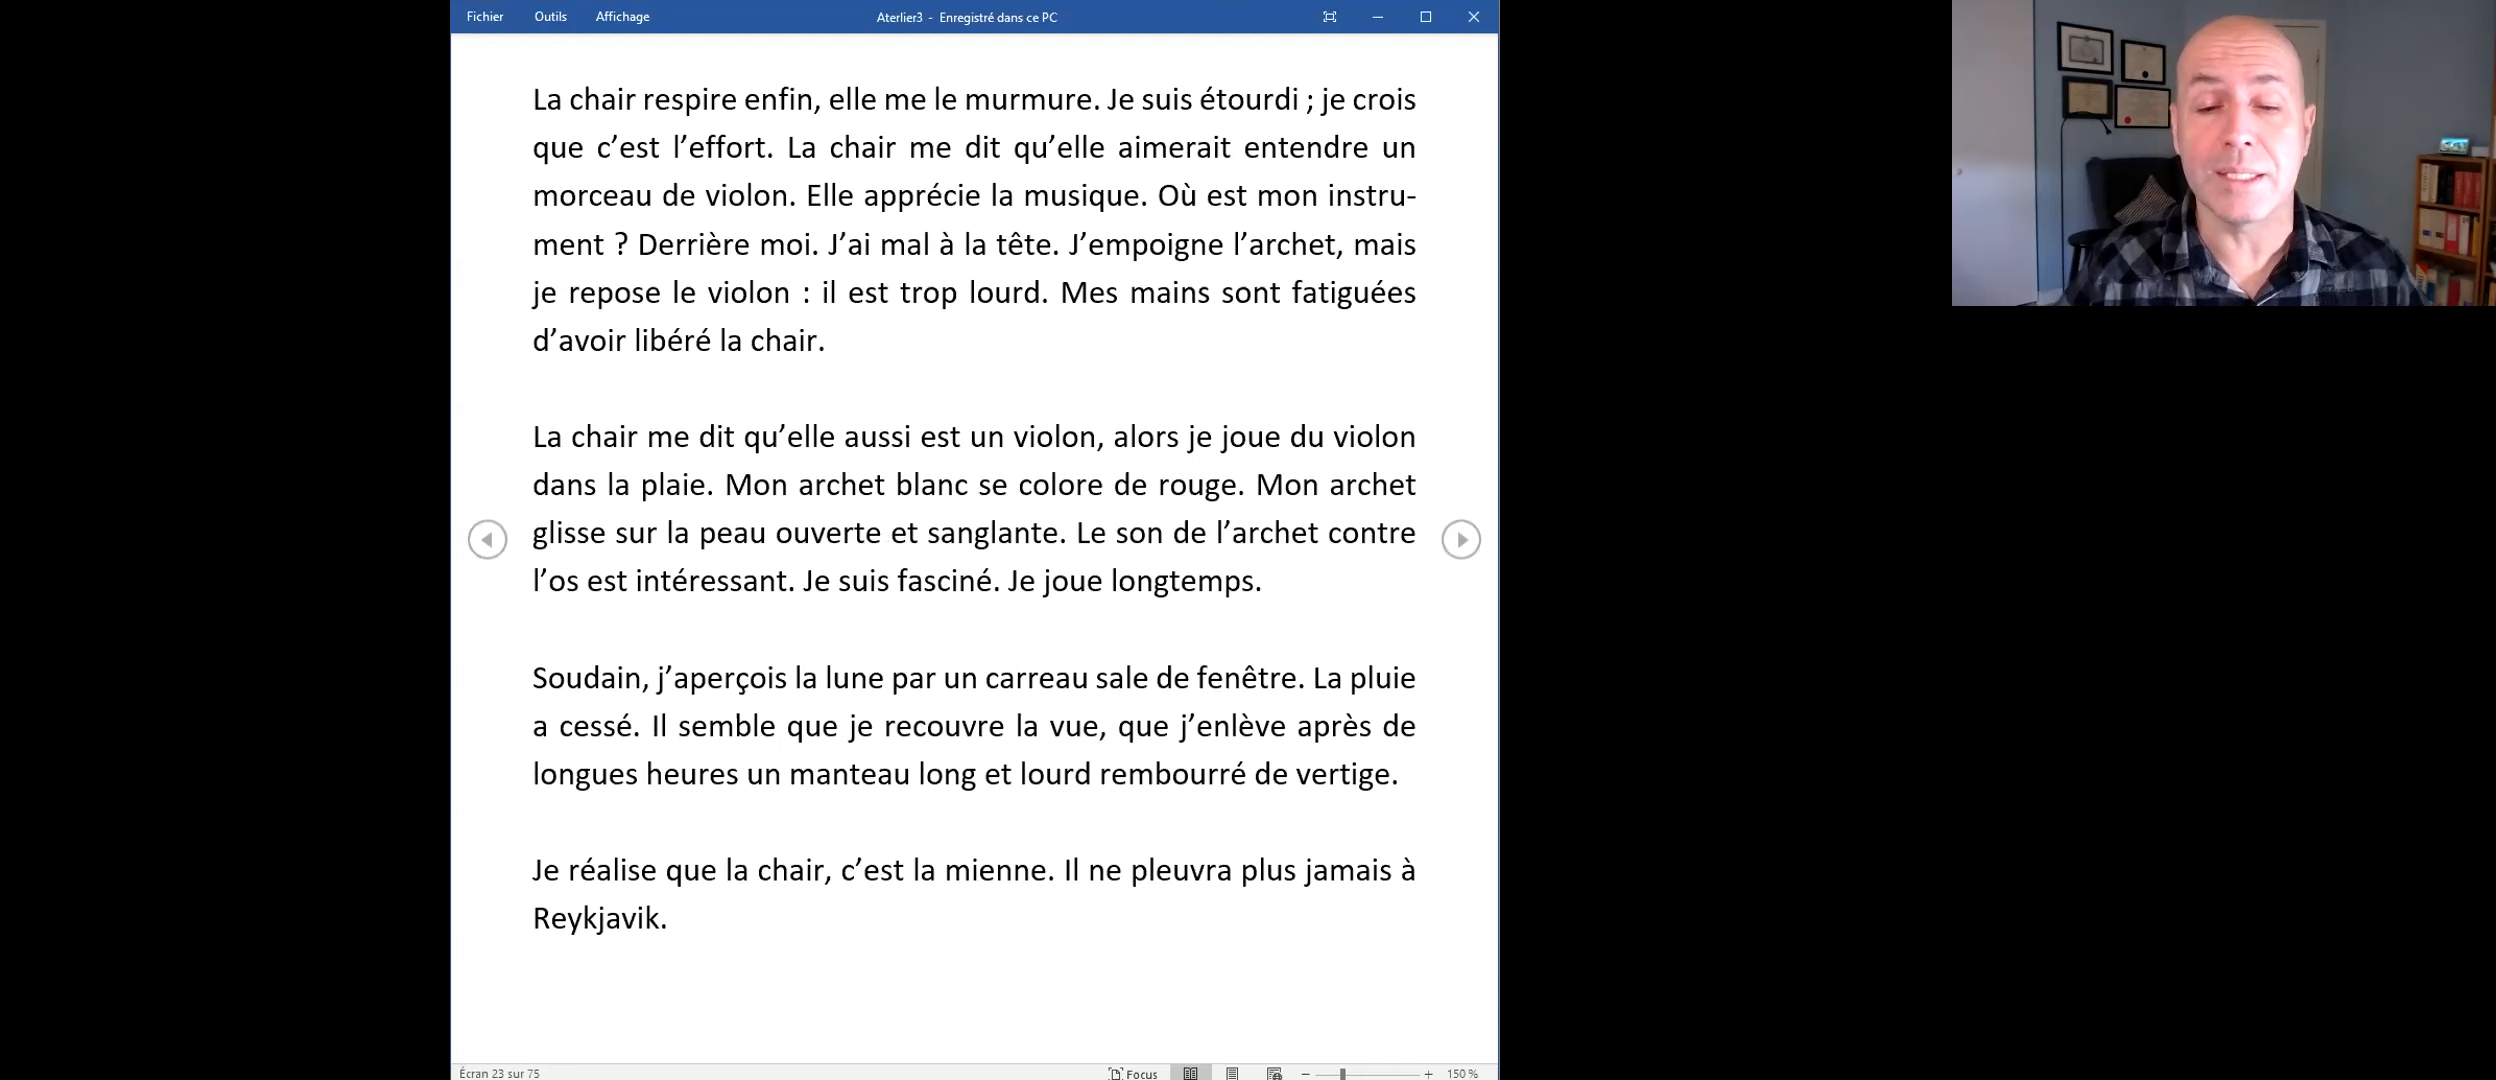 Fichier Outils Affichage Aterlier3 - Enregistré dans ce PC
La chair respire enfin, elle me le murmure. Je suis étourdi ; je crois
que c’est l’effort. La chair me dit qu’elle aimerait entendre un
morceau de violon. Elle apprécie la musique. Où est mon instru-
ment ? Derrière moi. J’ai mal à la tête. J’empoigne l’archet, mais
je repose le violon : il est trop lourd. Mes mains sont fatiguées
d’avoir libéré la chair.
La chair me dit qu’elle aussi est un violon, alors je joue du violon
dans la plaie. Mon archet blanc se colore de rouge. Mon archet
glisse sur la peau ouverte et sanglante. Le son de l’archet contre
l’os est intéressant. Je suis fasciné. Je joue longtemps.
Soudain, j’aperçois la lune par un carreau sale de fenêtre. La pluie
a cessé. Il semble que je recouvre la vue, que j’enlève après de
longues heures un manteau long et lourd rembourré de vertige.
Je réalise que la chair, c’est la mienne. Il ne pleuvra plus jamais à
Reykjavik.
Écran 23 sur 75 Focus 150 %